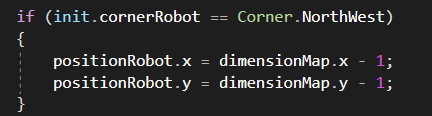 if (init.cornerRobot == Corner.NorthWest)
{
    positionRobot.x = dimensionMap.x - 1;
    positionRobot.y = dimensionMap.y - 1;
}